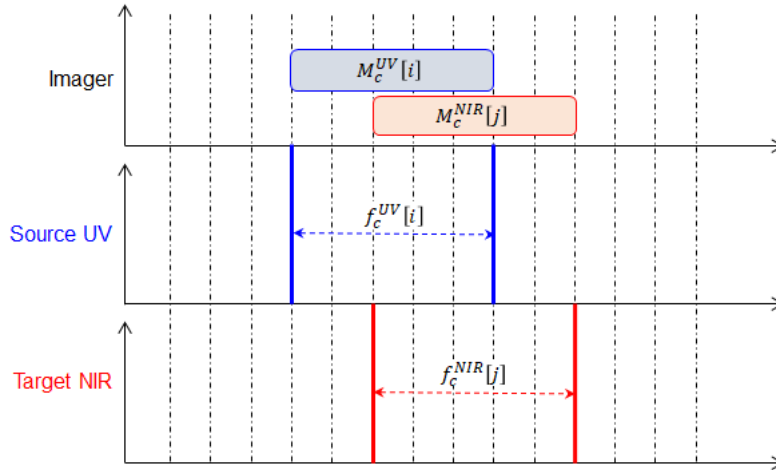 Imager
M_c^{UV}[i]
M_c^{NIR}[j]
Source UV
f_c^{UV}[i]
Target NIR
f_c^{NIR}[j]